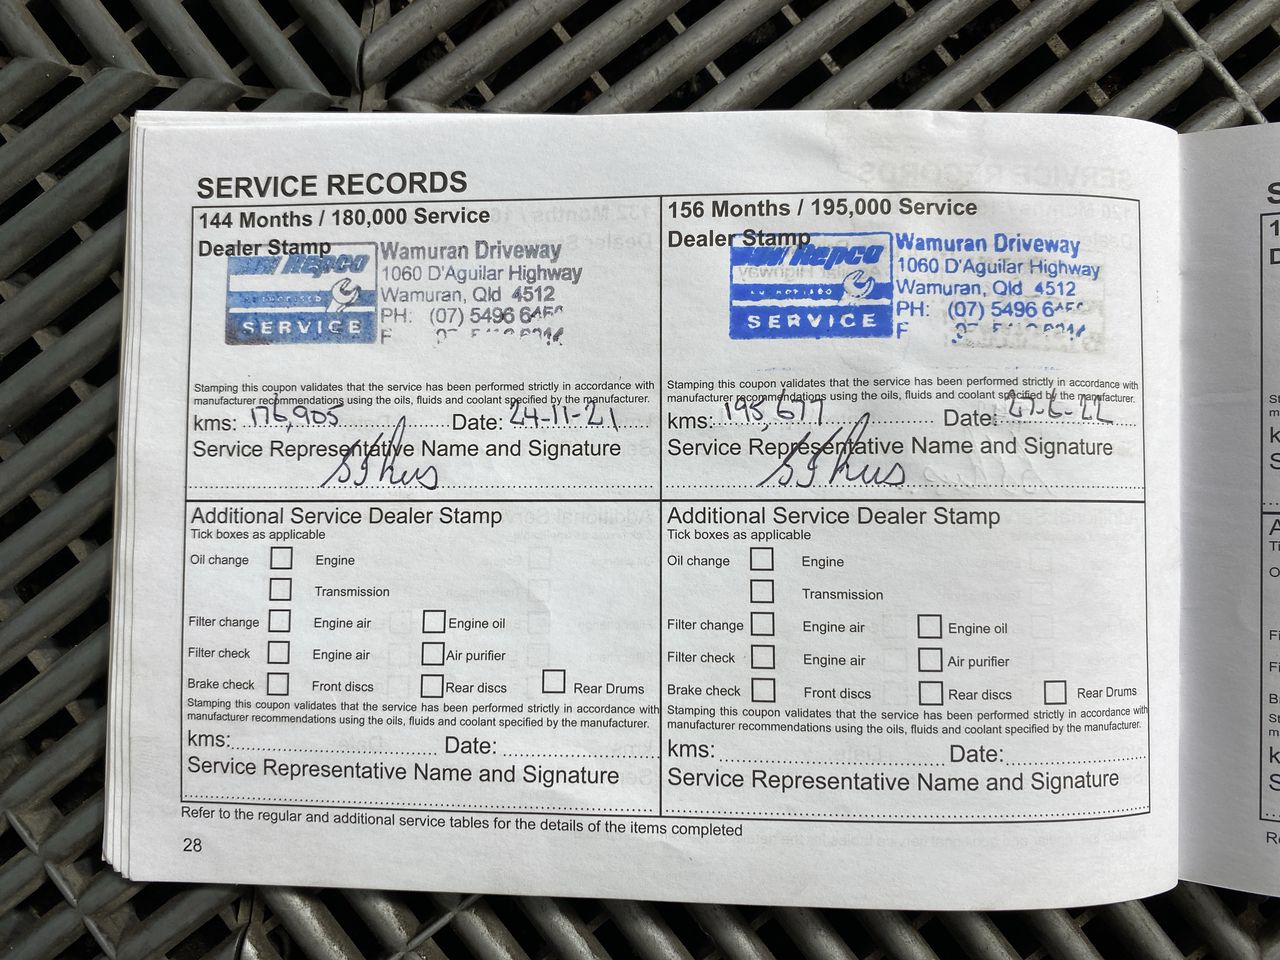 SERVICE RECORDS
144 Months / 180,000 Service
Dealer Stamp
Repco
AUTHORISED
SERVICE
Wamuran Driveway
1060 D'Aguilar Highway
Wamuran, Qld 4512
PH: (07) 5496
F
Stamping this coupon validates that the service has been performed strictly in accordance with
manufacturer recommendations using the oils, fluids and coolant specified by the manufacturer.
kms: 176,905 Date: 24-11-21
Service Representative Name and Signature
Additional Service Dealer Stamp
Tick boxes as applicable
Oil change Engine
Transmission
Filter change Engine air Engine oil
Filter check Engine air Air purifier
Brake check Front discs Rear discs Rear Drums
Stamping this coupon validates that the service has been performed strictly in accordance with
manufacturer recommendations using the oils, fluids and coolant specified by the manufacturer.
kms: Date:
Service Representative Name and Signature
156 Months / 195,000 Service
Dealer Stamp
Repco
AUTHORISED
SERVICE
Wamuran Driveway
1060 D'Aguilar Highway
Wamuran, Qld 4512
PH: (07) 5496
F
Stamping this coupon validates that the service has been performed strictly in accordance with
manufacturer recommendations using the oils, fluids and coolant specified by the manufacturer.
kms: 195,677 Date: 27-6-22
Service Representative Name and Signature
Additional Service Dealer Stamp
Tick boxes as applicable
Oil change Engine
Transmission
Filter change Engine air Engine oil
Filter check Engine air Air purifier
Brake check Front discs Rear discs Rear Drums
Stamping this coupon validates that the service has been performed strictly in accordance with
manufacturer recommendations using the oils, fluids and coolant specified by the manufacturer.
kms: Date:
Service Representative Name and Signature
Refer to the regular and additional service tables for the details of the items completed
28